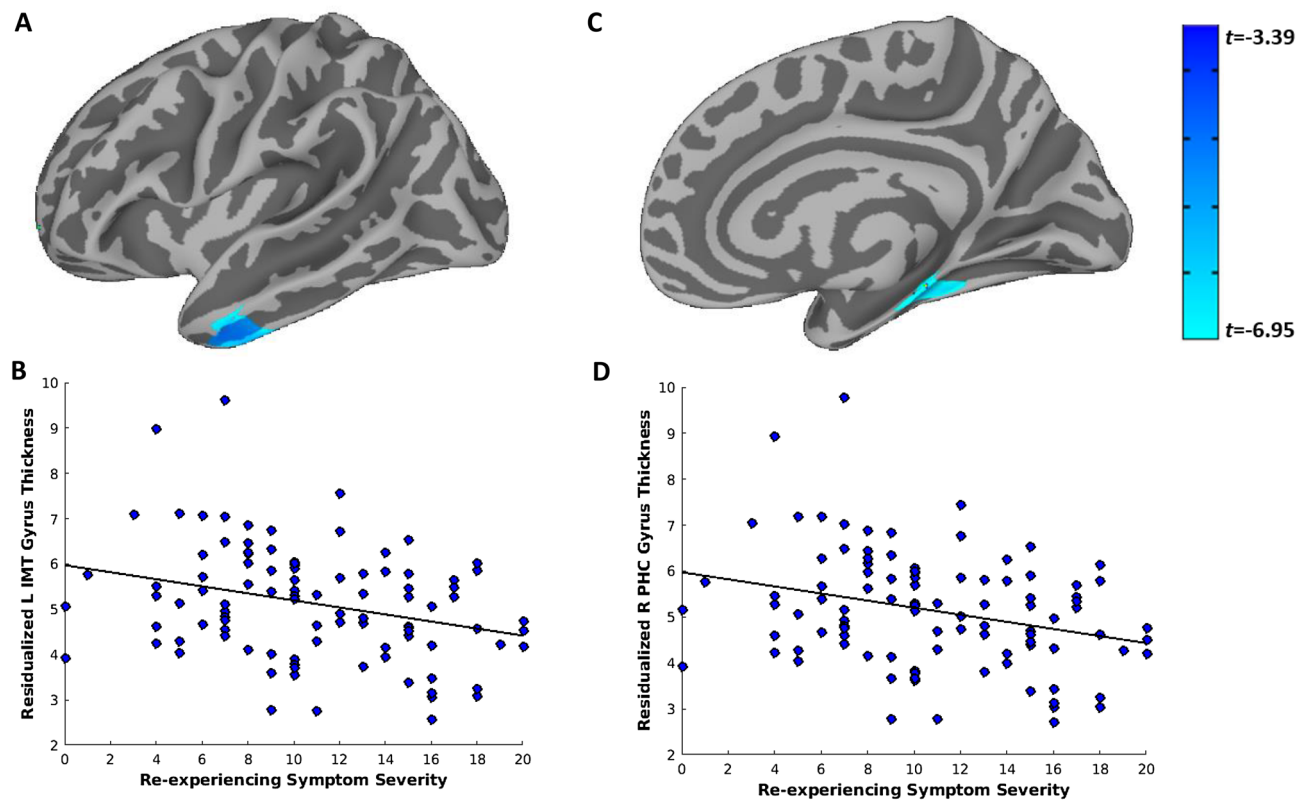 A
C
t=-3.39
t=-6.95
B
10
9
8
7
6
5
4
3
2
0 2 4 6 8 10 12 14 16 18 20
Residualized L IMT Gyrus Thickness
Re-experiencing Symptom Severity
D
10
9
8
7
6
5
4
3
2
0 2 4 6 8 10 12 14 16 18 20
Residualized R PHC Gyrus Thickness
Re-experiencing Symptom Severity